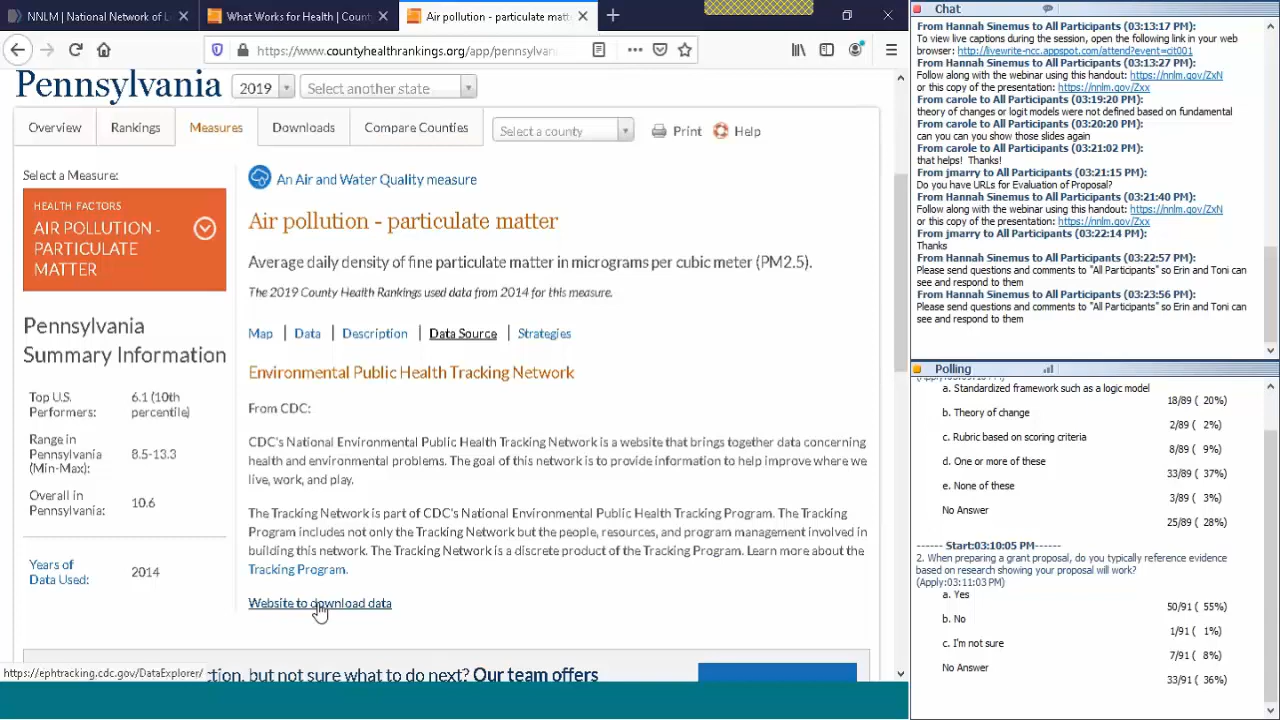 NNLM | National Network of L
What Works for Health | Count
Air pollution - particulate matte
https://www.countyhealthrankings.org/app/pennsylvan
Pennsylvania
2019
Select another state
Overview
Rankings
Measures
Downloads
Compare Counties
Select a county
Print
Help
Select a Measure:
HEALTH FACTORS
AIR POLLUTION -
PARTICULATE
MATTER
Pennsylvania
Summary Information
Top U.S.
Performers:
6.1 (10th
percentile)
Range in
Pennsylvania
(Min-Max):
8.5-13.3
Overall in
Pennsylvania:
10.6
Years of
Data Used:
2014
An Air and Water Quality measure
Air pollution - particulate matter
Average daily density of fine particulate matter in micrograms per cubic meter (PM2.5).
The 2019 County Health Rankings used data from 2014 for this measure.
Map | Data | Description | Data Source | Strategies
Environmental Public Health Tracking Network
From CDC:
CDC's National Environmental Public Health Tracking Network is a website that brings together data concerning
health and environmental problems. The goal of this network is to provide information to help improve where we
live, work, and play.
The Tracking Network is part of CDC's National Environmental Public Health Tracking Program. The Tracking
Program includes not only the Tracking Network but the people, resources, and program management involved in
building this network. The Tracking Network is a discrete product of the Tracking Program. Learn more about the
Tracking Program.
Website to download data
https://ephtracking.cdc.gov/DataExplorer/
ction, but not sure what to do next? Our team offers
Chat
From Hannah Sinemus to All Participants (03:13:17 PM):
To view live captions during the session, open the following link in your web
browser: http://livewrite-ncc.appspot.com/attend?event=cit001
From Hannah Sinemus to All Participants (03:13:27 PM):
Follow along with the webinar using this handout: https://nnlm.gov/ZxN
or this copy of the presentation: https://nnlm.gov/Zxx
From carole to All Participants (03:19:20 PM):
theory of changes or logit models were not defined based on fundamental
From carole to All Participants (03:20:20 PM):
can you can you show those slides again
From carole to All Participants (03:21:02 PM):
that helps! Thanks!
From jmarry to All Participants (03:21:15 PM):
Do you have URLs for Evaluation of Proposal?
From Hannah Sinemus to All Participants (03:21:40 PM):
Follow along with the webinar using this handout: https://nnlm.gov/ZxN
or this copy of the presentation: https://nnlm.gov/Zxx
From jmarry to All Participants (03:22:14 PM):
Thanks
From Hannah Sinemus to All Participants (03:22:57 PM):
Please send questions and comments to "All Participants" so Erin and Toni can
see and respond to them
From Hannah Sinemus to All Participants (03:23:56 PM):
Please send questions and comments to "All Participants" so Erin and Toni can
see and respond to them
Polling
a. Standardized framework such as a logic model
18/89 ( 20%)
b. Theory of change
2/89 ( 2%)
c. Rubric based on scoring criteria
8/89 ( 9%)
d. One or more of these
33/89 ( 37%)
e. None of these
3/89 ( 3%)
No Answer
25/89 ( 28%)
------ Start:03:10:05 PM------
2. When preparing a grant proposal, do you typically reference evidence
based on research showing your proposal will work?
(Apply:03:11:03 PM)
a. Yes
50/91 ( 55%)
b. No
1/91 ( 1%)
c. I'm not sure
7/91 ( 8%)
No Answer
33/91 ( 36%)